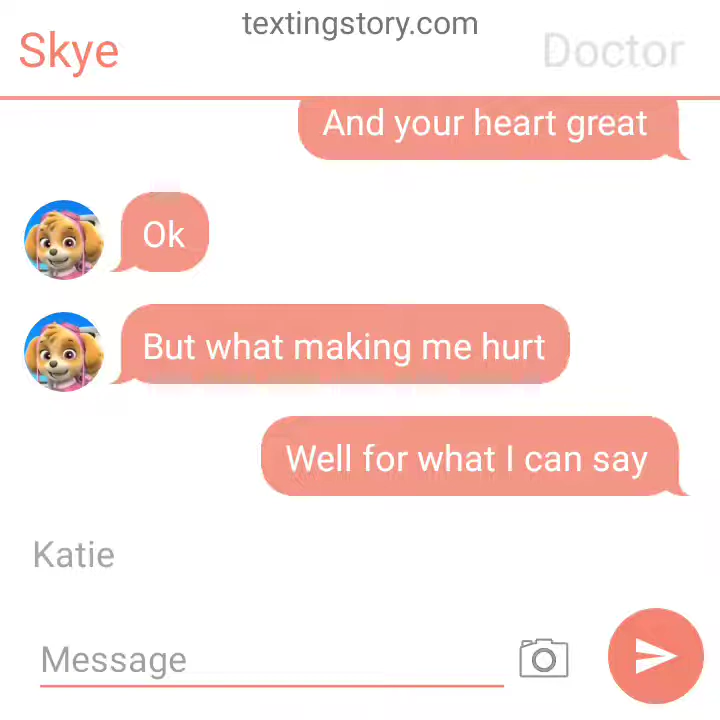 textingstory.com
Skye
Doctor
And your heart great
Ok
But what making me hurt
Well for what I can say
Katie
Message